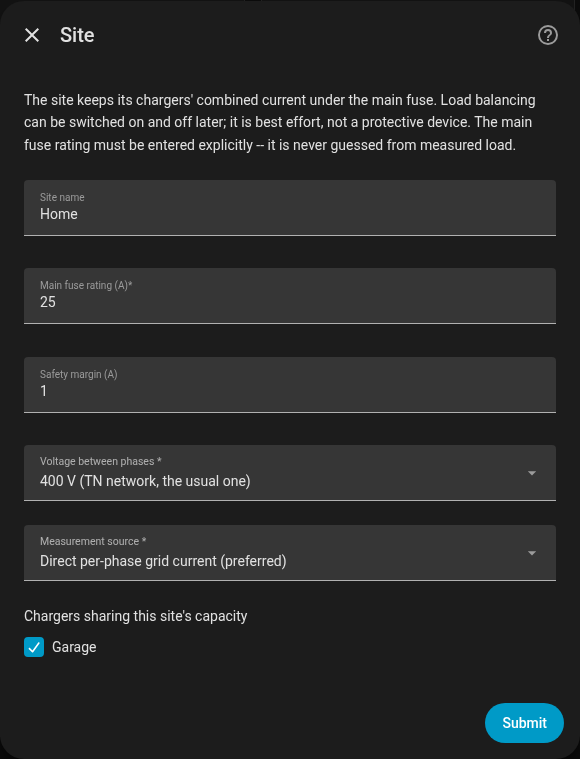 Site
The site keeps its chargers' combined current under the main fuse. Load balancing
can be switched on and off later; it is best effort, not a protective device. The main
fuse rating must be entered explicitly -- it is never guessed from measured load.
Site name
Home
Main fuse rating (A)*
25
Safety margin (A)
1
Voltage between phases *
400 V (TN network, the usual one)
Measurement source *
Direct per-phase grid current (preferred)
Chargers sharing this site's capacity
Garage
Submit